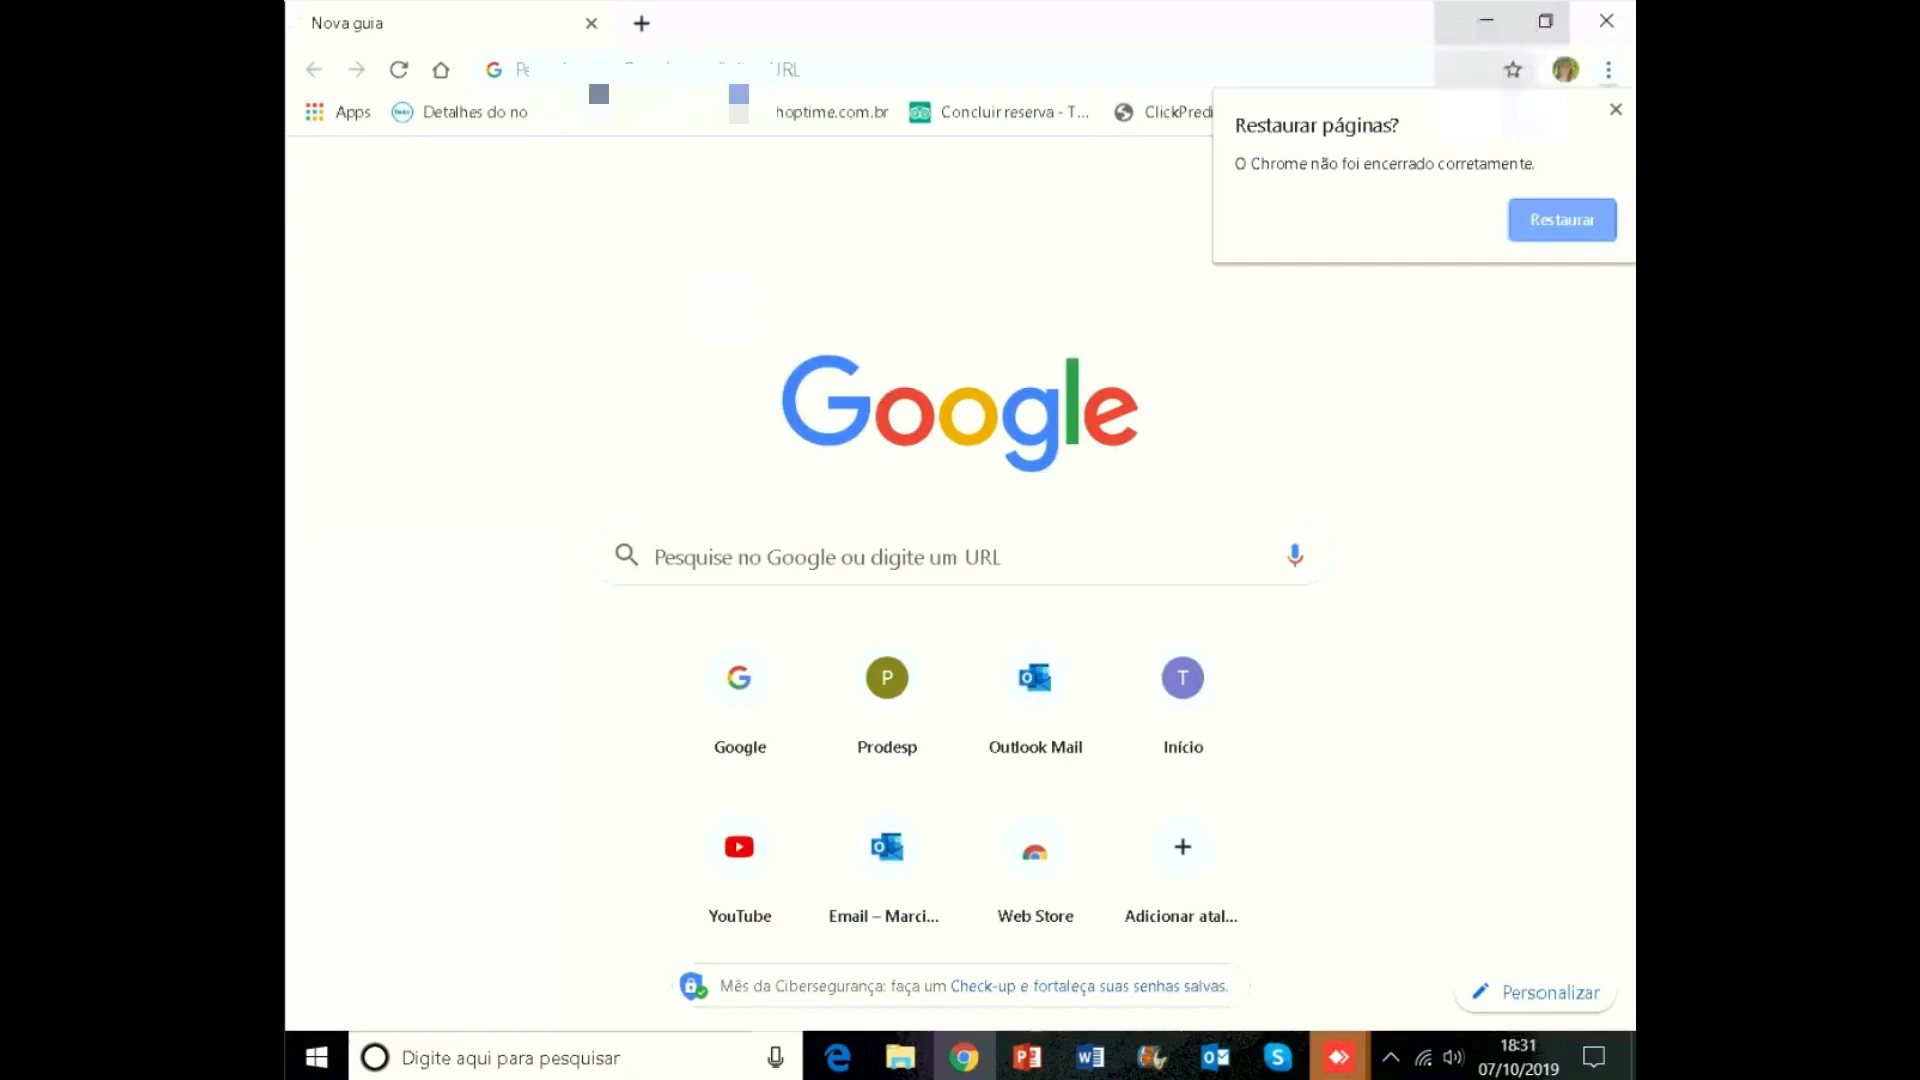 Nova guia
URL
Apps
Detalhes do no
hoptime.com.br
Concluir reserva - T...
ClickPredi
Restaurar páginas?
O Chrome não foi encerrado corretamente.
Restaurar
Google
Pesquise no Google ou digite um URL
P
T
Google
Prodesp
Outlook Mail
Início
YouTube
Email – Marci...
Web Store
Adicionar atal...
Mês da Cibersegurança: faça um Check-up e fortaleça suas senhas salvas.
Personalizar
Digite aqui para pesquisar
18:31
07/10/2019